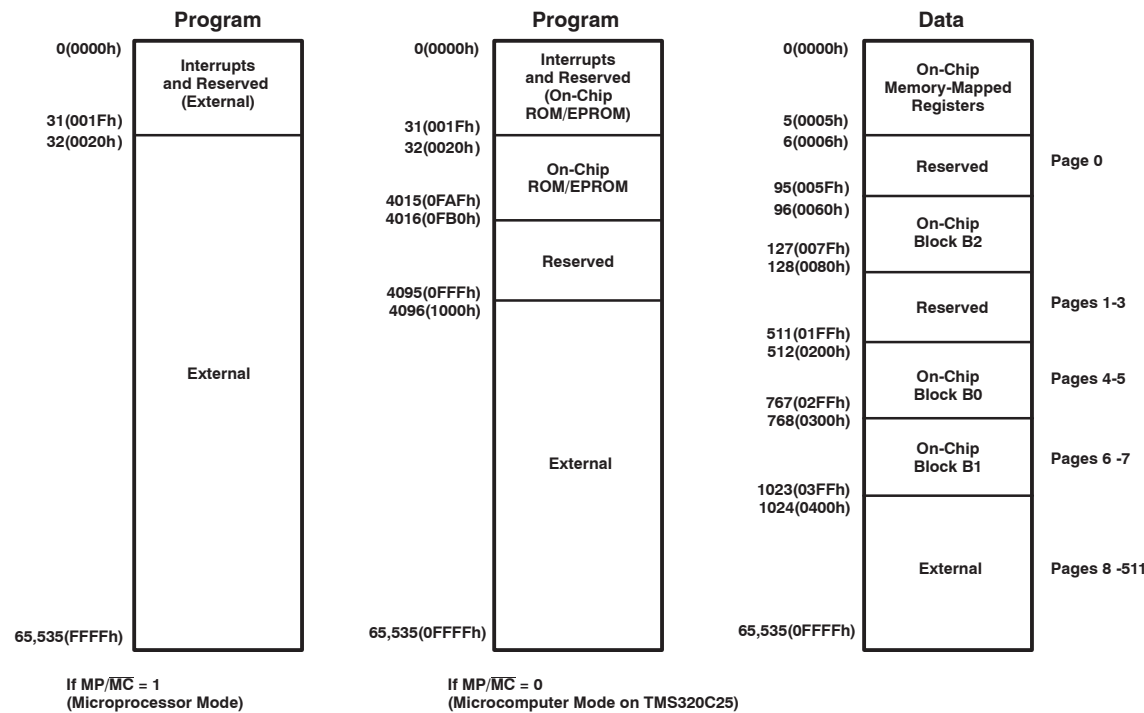 Program
0(0000h)
Interrupts
and Reserved
(External)
31(001Fh)
32(0020h)
External
65,535(FFFFh)
If MP/M̅C̅ = 1
(Microprocessor Mode)
Program
0(0000h)
Interrupts
and Reserved
(On-Chip
ROM/EPROM)
31(001Fh)
32(0020h)
On-Chip
ROM/EPROM
4015(0FAFh)
4016(0FB0h)
Reserved
4095(0FFFh)
4096(1000h)
External
65,535(0FFFFh)
If MP/M̅C̅ = 0
(Microcomputer Mode on TMS320C25)
Data
0(0000h)
On-Chip
Memory-Mapped
Registers
5(0005h)
6(0006h)
Reserved
Page 0
95(005Fh)
96(0060h)
On-Chip
Block B2
127(007Fh)
128(0080h)
Reserved
Pages 1-3
511(01FFh)
512(0200h)
On-Chip
Block B0
Pages 4-5
767(02FFh)
768(0300h)
On-Chip
Block B1
Pages 6 -7
1023(03FFh)
1024(0400h)
External
Pages 8 -511
65,535(0FFFFh)